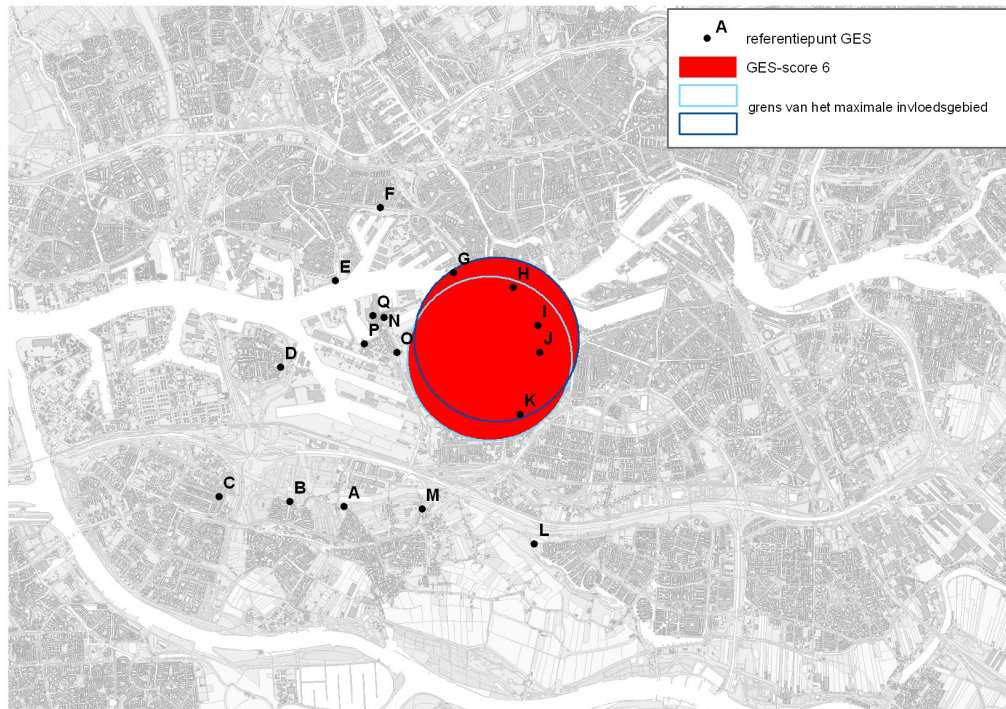 A
referentiepunt GES
GES-score 6
grens van het maximale invloedsgebied
F
E
G
H
Q
N
I
P
O
J
D
K
C
B
A
M
L